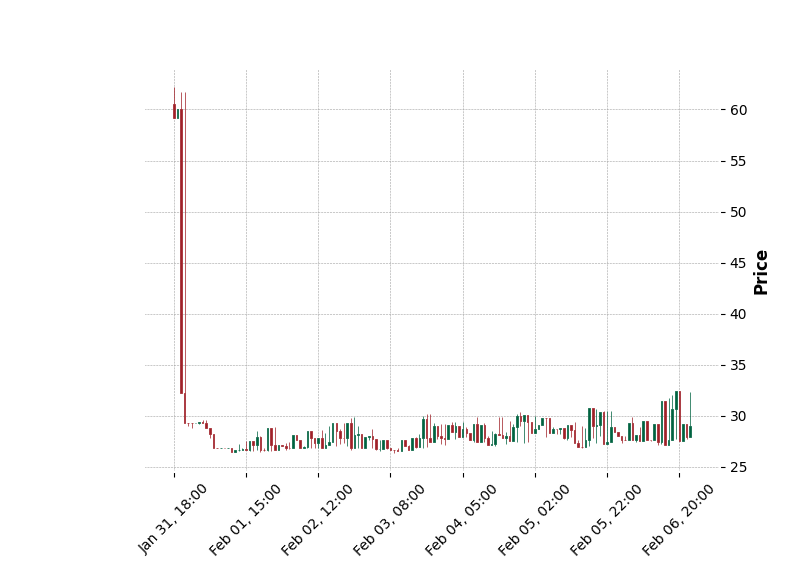 60
55
50
45
40
35
30
25
Price
Jan 31, 18:00
Feb 01, 15:00
Feb 02, 12:00
Feb 03, 08:00
Feb 04, 05:00
Feb 05, 02:00
Feb 05, 22:00
Feb 06, 20:00